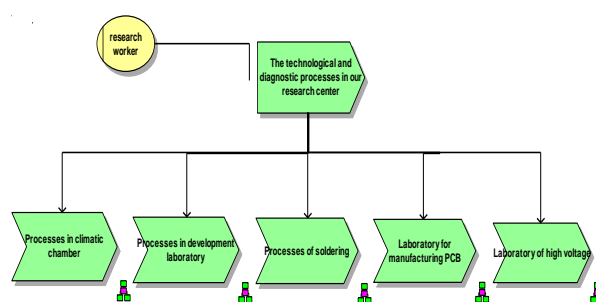 research
worker
The technological and
diagnostic processes in our
research center
Processes in climatic
chamber
Processes in development
laboratory
Processes of soldering
Laboratory for
manufacturing PCB
Laboratory of high voltage